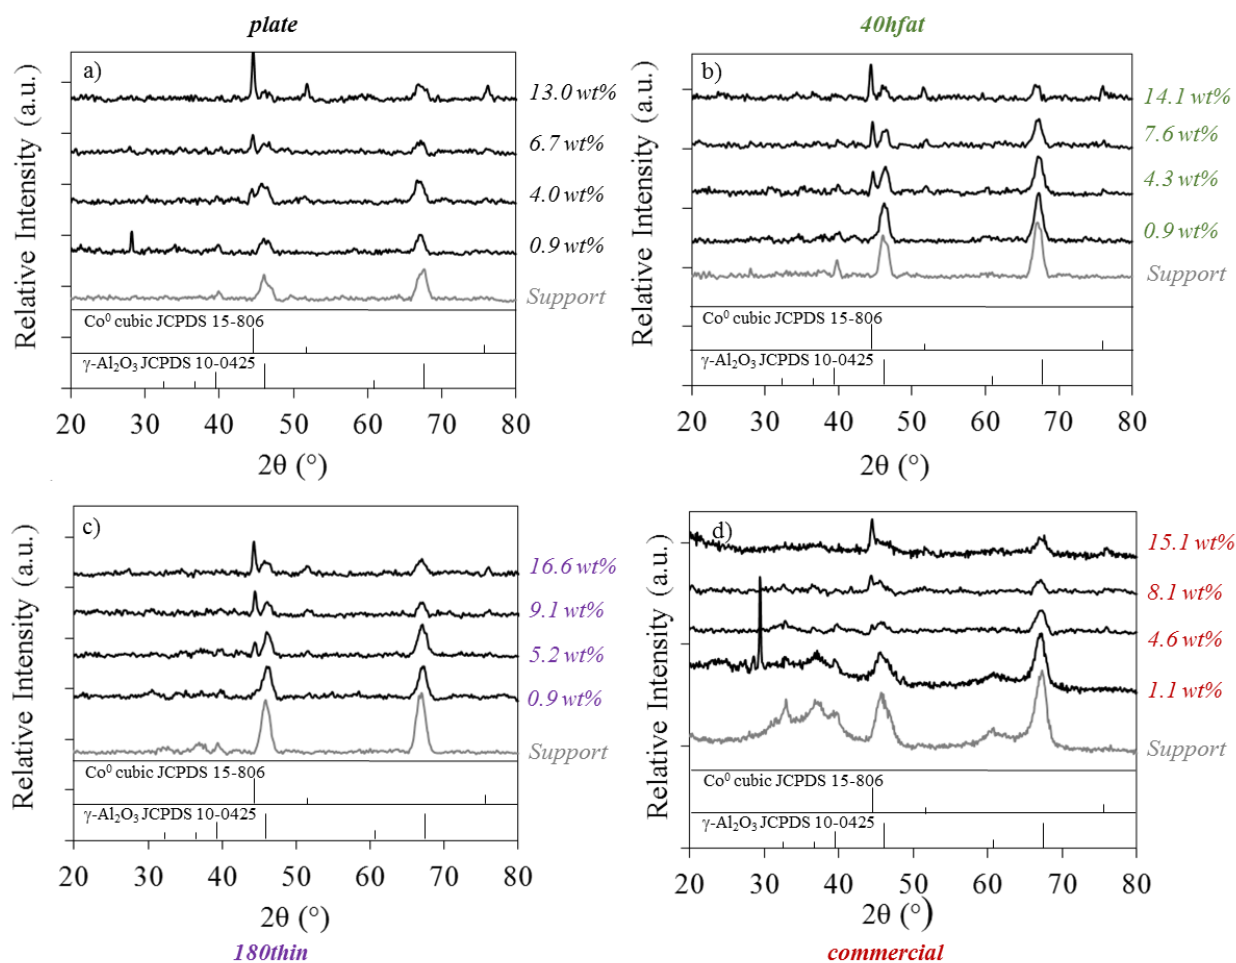 plate
Relative Intensity (a.u.)
a)
13.0 wt%
6.7 wt%
4.0 wt%
0.9 wt%
Support
Co⁰ cubic JCPDS 15-806
γ-Al₂O₃ JCPDS 10-0425
20 30 40 50 60 70 80
2θ (°)
40hfat
Relative Intensity (a.u.)
b)
14.1 wt%
7.6 wt%
4.3 wt%
0.9 wt%
Support
Co⁰ cubic JCPDS 15-806
γ-Al₂O₃ JCPDS 10-0425
20 30 40 50 60 70 80
2θ (°)
Relative Intensity (a.u.)
c)
16.6 wt%
9.1 wt%
5.2 wt%
0.9 wt%
Support
Co⁰ cubic JCPDS 15-806
γ-Al₂O₃ JCPDS 10-0425
20 30 40 50 60 70 80
2θ (°)
180thin
Relative Intensity (a.u.)
d)
15.1 wt%
8.1 wt%
4.6 wt%
1.1 wt%
Support
Co⁰ cubic JCPDS 15-806
γ-Al₂O₃ JCPDS 10-0425
20 30 40 50 60 70 80
2θ (°)
commercial